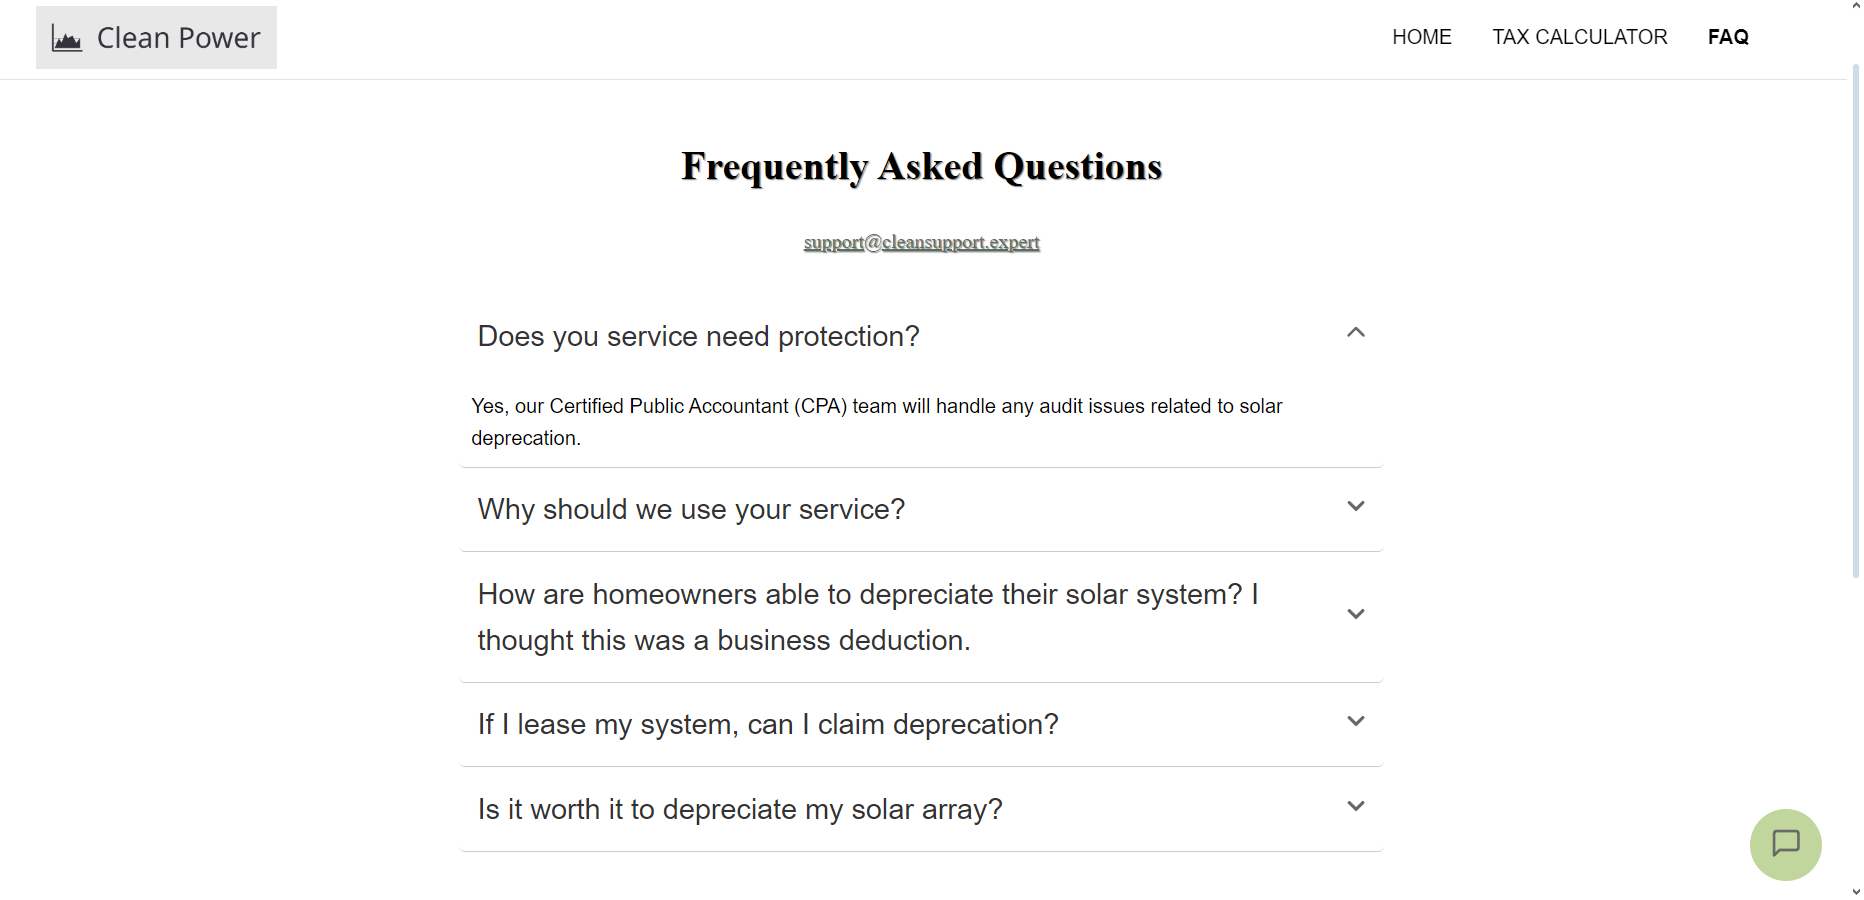 Clean Power
HOME TAX CALCULATOR FAQ
Frequently Asked Questions
support@cleansupport.expert
Does you service need protection?
Yes, our Certified Public Accountant (CPA) team will handle any audit issues related to solar
deprecation.
Why should we use your service?
How are homeowners able to depreciate their solar system? I
thought this was a business deduction.
If I lease my system, can I claim deprecation?
Is it worth it to depreciate my solar array?